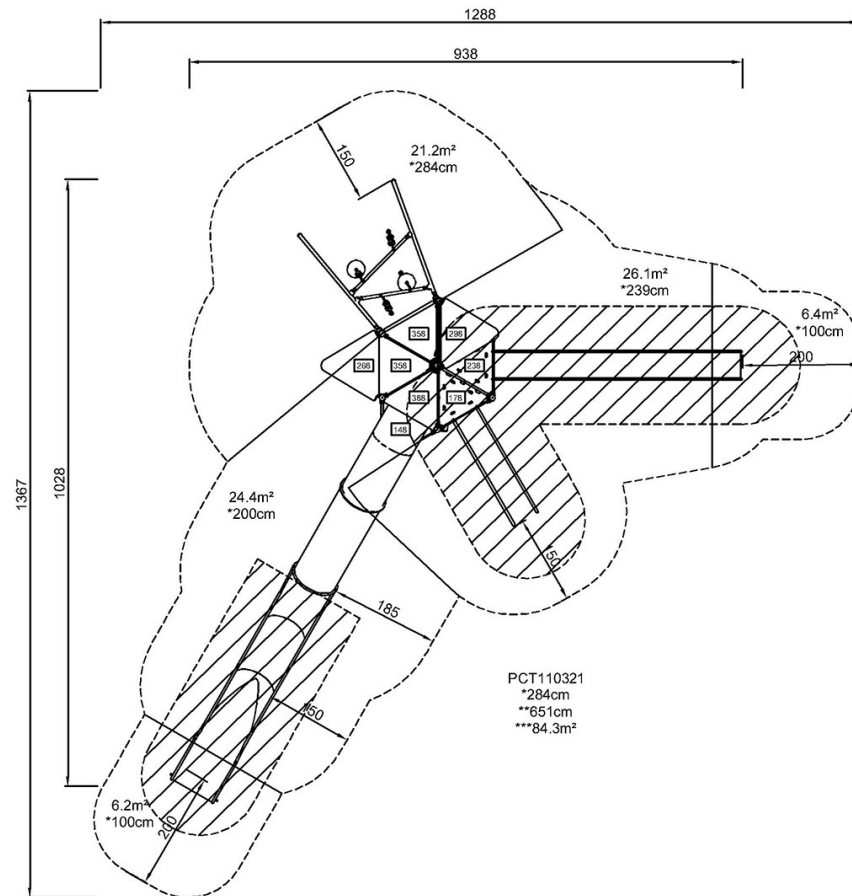 1288
938
150
21.2m²
*284cm
26.1m²
*239cm
6.4m²
*100cm
200
358
298
268
358
238
388
178
148
1367
1028
24.4m²
*200cm
150
185
150
PCT110321
*284cm
**651cm
***84.3m²
6.2m²
*100cm
200